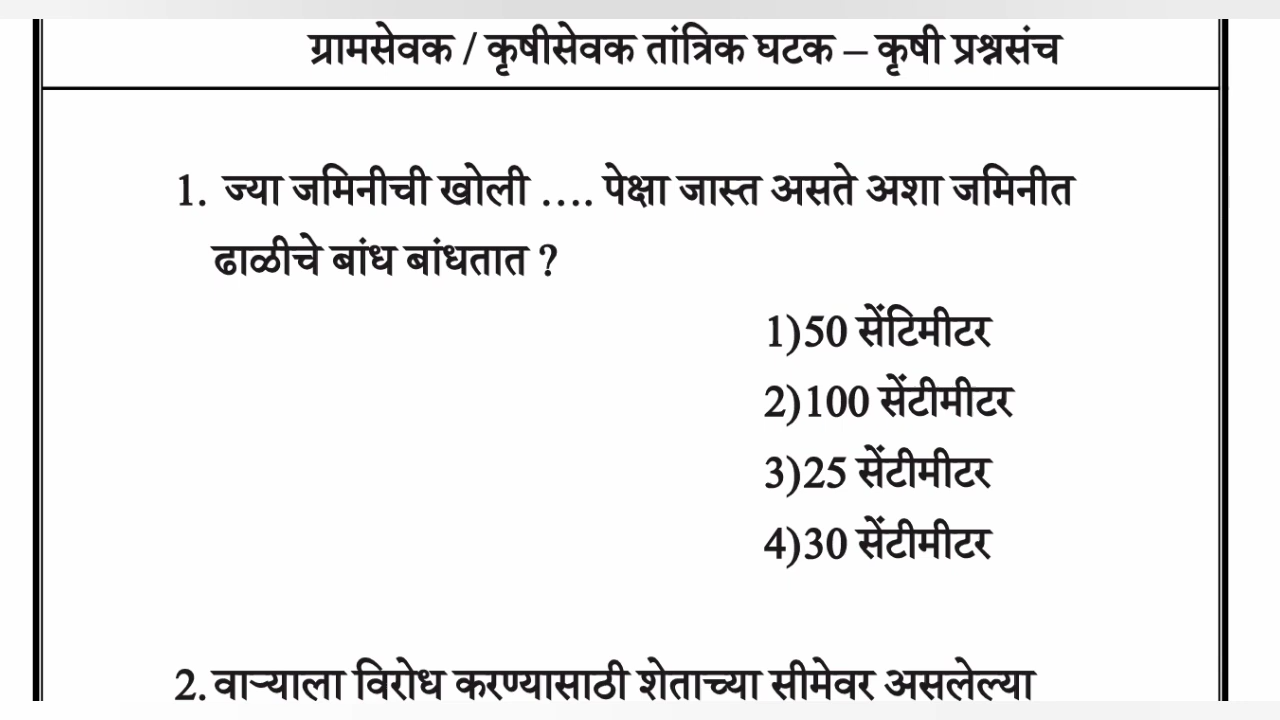 ग्रामसेवक / कृषीसेवक तांत्रिक घटक – कृषी प्रश्नसंच
1. ज्या जमिनीची खोली .... पेक्षा जास्त असते अशा जमिनीत
ढाळीचे बांध बांधतात ?
1)50 सेंटिमीटर
2)100 सेंटीमीटर
3)25 सेंटीमीटर
4)30 सेंटीमीटर
2. वाऱ्याला विरोध करण्यासाठी शेताच्या सीमेवर असलेल्या